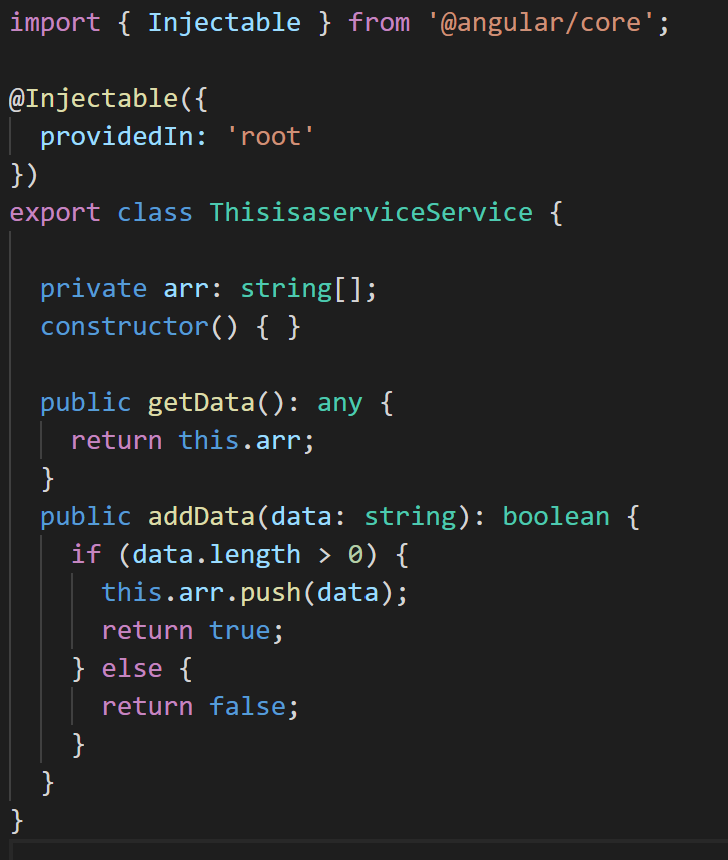 import { Injectable } from '@angular/core';
@Injectable({
  providedIn: 'root'
})
export class ThisisaserviceService {
  private arr: string[];
  constructor() { }
  public getData(): any {
    return this.arr;
  }
  public addData(data: string): boolean {
    if (data.length > 0) {
      this.arr.push(data);
      return true;
    } else {
      return false;
    }
  }
}